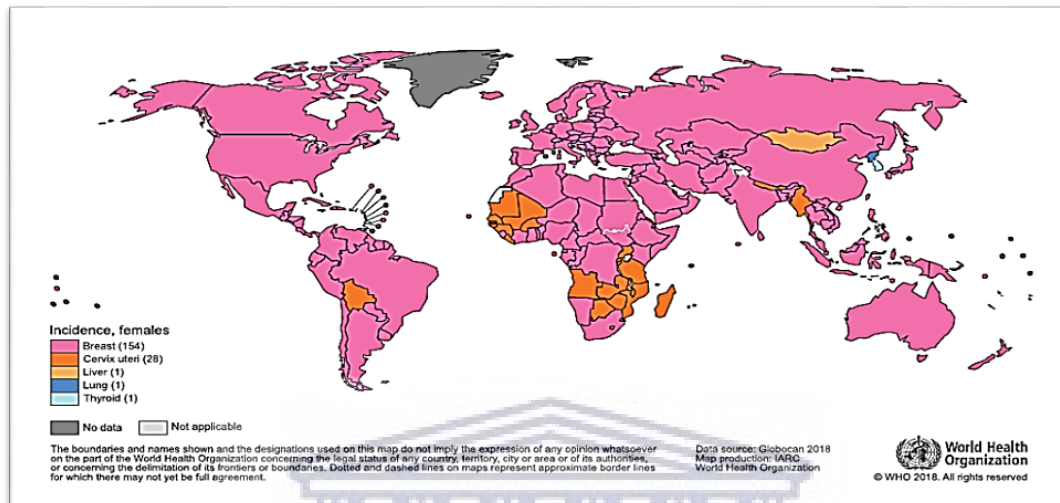 Incidence, females
Breast (154)
Cervix uteri (28)
Liver (1)
Lung (1)
Thyroid (1)
No data
Not applicable
The boundaries and names shown and the designations used on this map do not imply the expression of any opinion whatsoever
on the part of the World Health Organization concerning the legal status of any country, territory, city or area or of its authorities,
or concerning the delimitation of its frontiers or boundaries. Dotted and dashed lines on maps represent approximate border lines
for which there may not yet be full agreement.
Data source: Globocan 2018
Map production: IARC
World Health Organization
World Health
Organization
© WHO 2018. All rights reserved